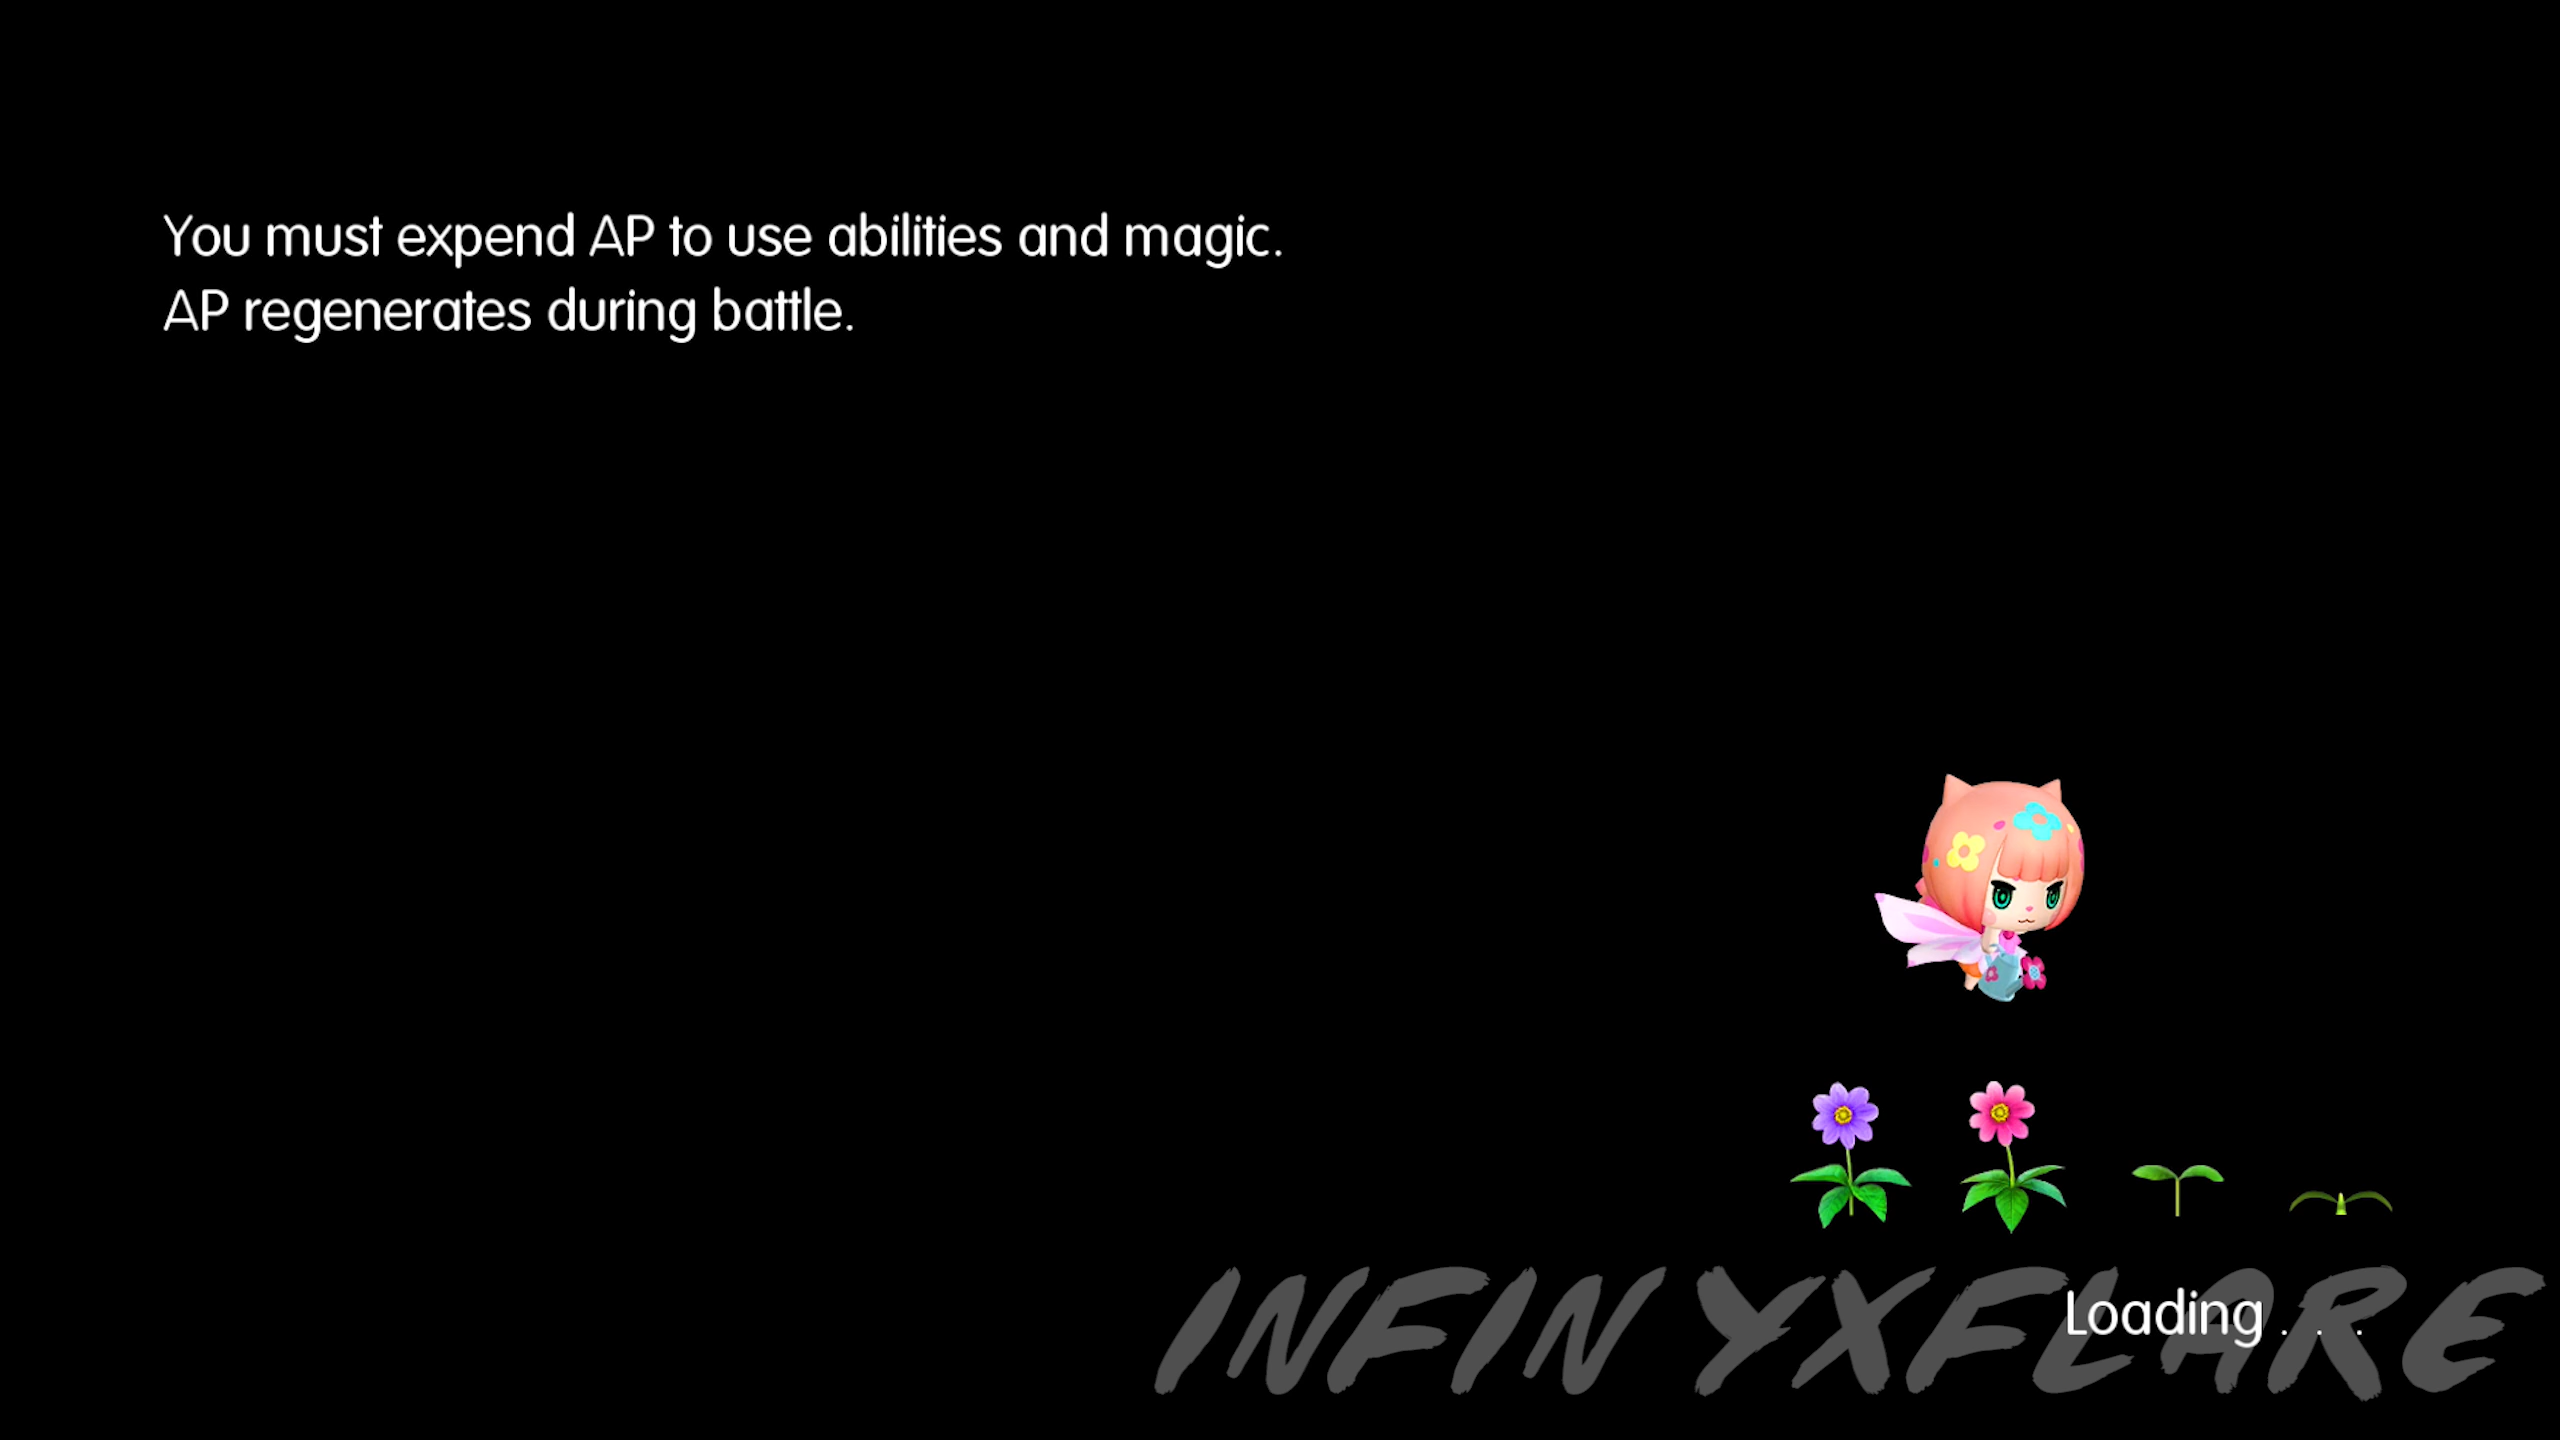 You must expend AP to use abilities and magic.
AP regenerates during battle.
Loading . . .
INFINYXFLARE